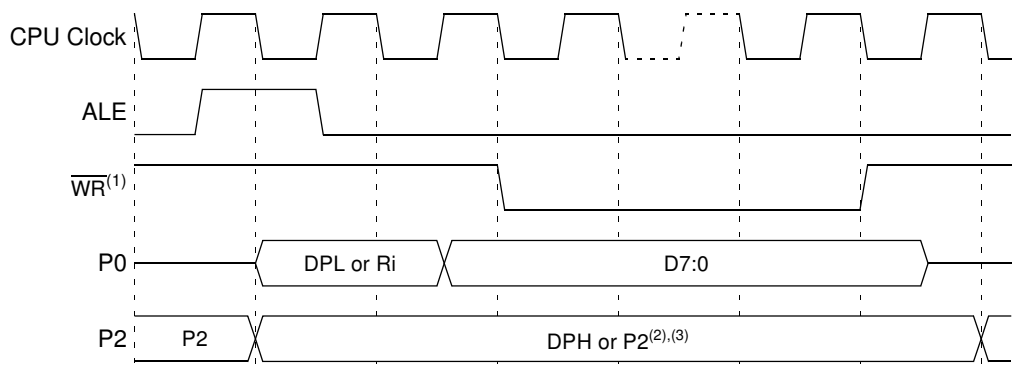 CPU Clock
ALE
WR(1)
P0 DPL or Ri D7:0
P2 P2 DPH or P2(2),(3)